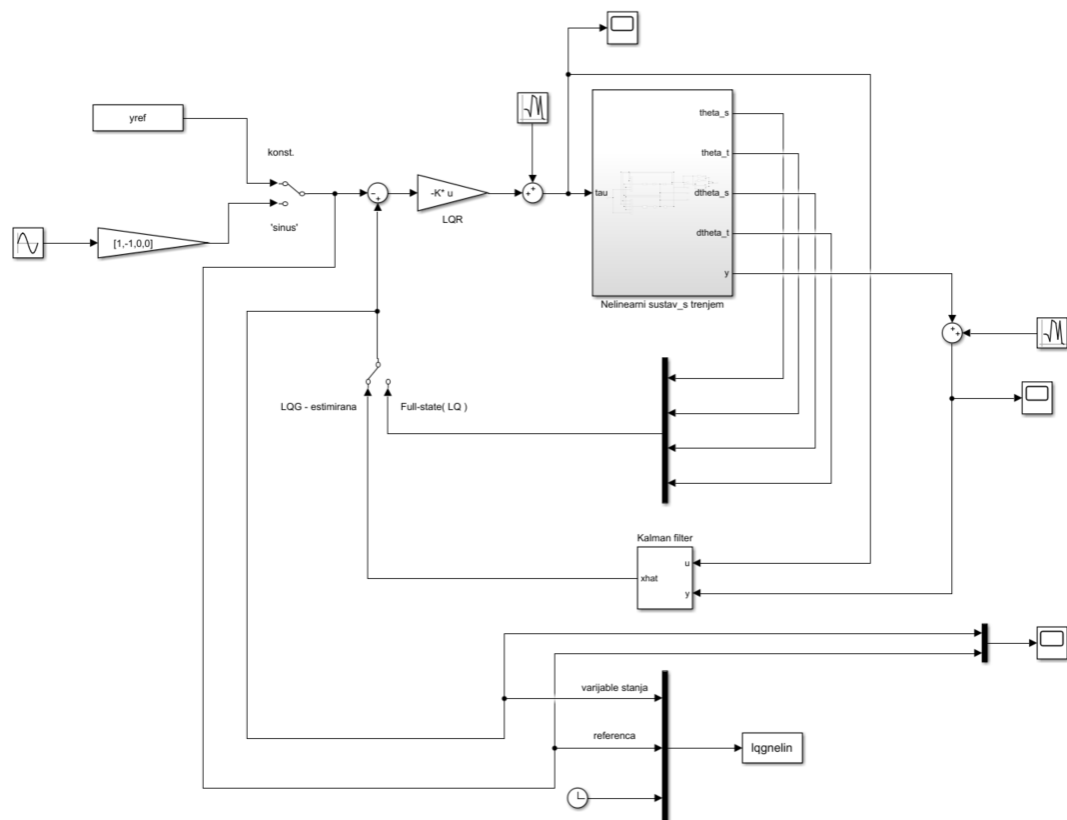 theta_s
yref
theta_t
konst.
-K* u
tau
dtheta_s
LQR
'sinus'
dtheta_t
[1,-1,0,0]
y
Nelinearni sustav_s trenjem
LQG - estimirana
Full-state( LQ )
Kalman filter
u
xhat
y
varijable stanja
referenca
lqgnelin